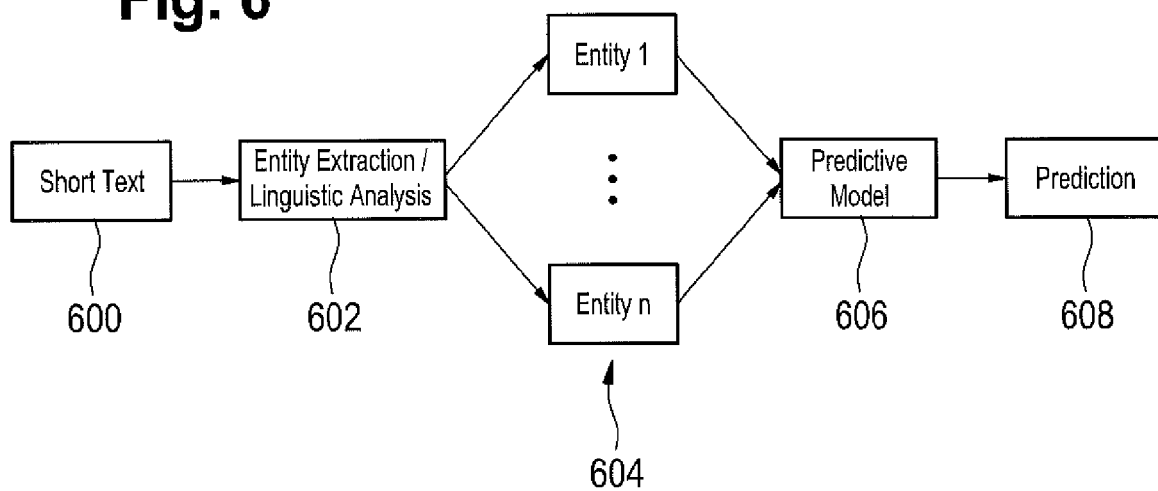 Fig. 6
Entity 1
Short Text
Entity Extraction /
Linguistic Analysis
Predictive
Model
Prediction
Entity n
600
602
606
608
604